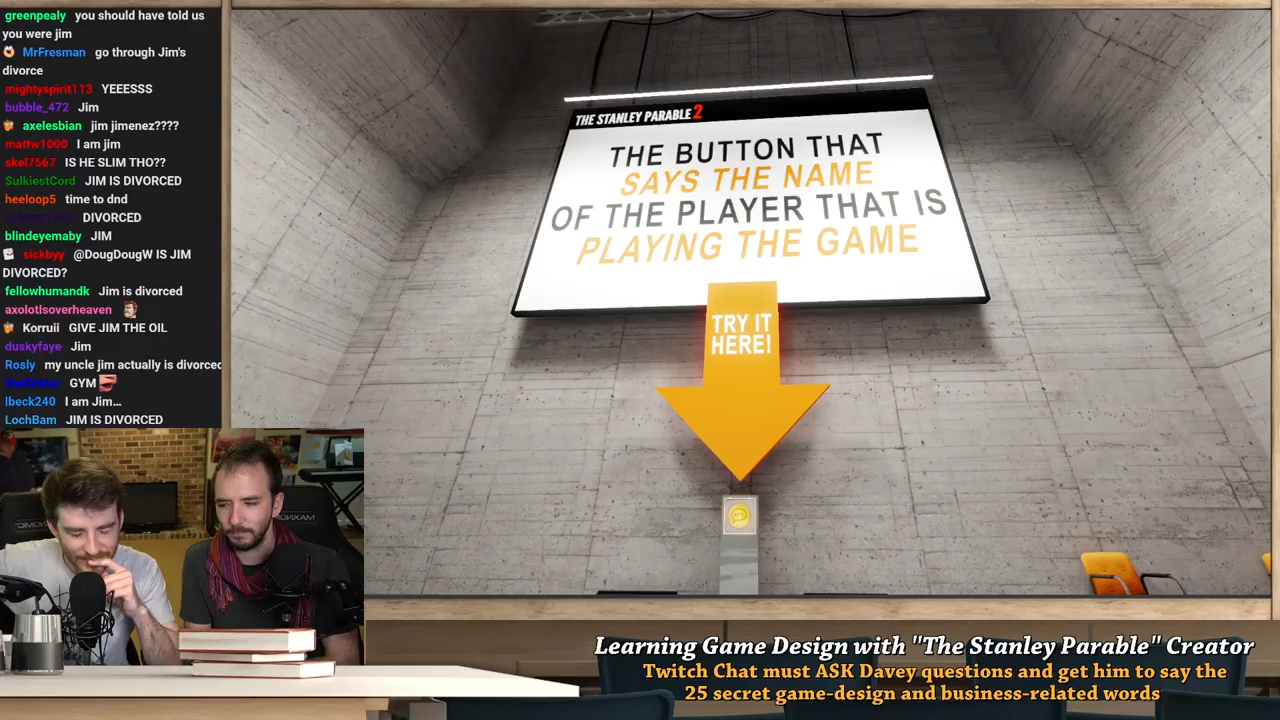 greenpealy you should have told us
you were jim
MrFresman go through Jim's
divorce
mightyspirit113 YEEESSS
bubble_472 Jim
axelesbian jim jimenez????
mattw1000 I am jim
skel7567 IS HE SLIM THO??
SulkiestCord JIM IS DIVORCED
heeloop5 time to dnd
DIVORCED
blindeyemaby JIM
sickbyy @DougDougW IS JIM
DIVORCED?
fellowhumandk Jim is divorced
axolotlsoverheaven
Korruii GIVE JIM THE OIL
duskyfaye Jim
Rosly my uncle jim actually is divorced
GYM
lbeck240 I am Jim...
LochBam JIM IS DIVORCED
THE STANLEY PARABLE 2
THE BUTTON THAT
SAYS THE NAME
OF THE PLAYER THAT IS
PLAYING THE GAME
TRY IT
HERE!
Learning Game Design with "The Stanley Parable" Creator
Twitch Chat must ASK Davey questions and get him to say the
25 secret game-design and business-related words